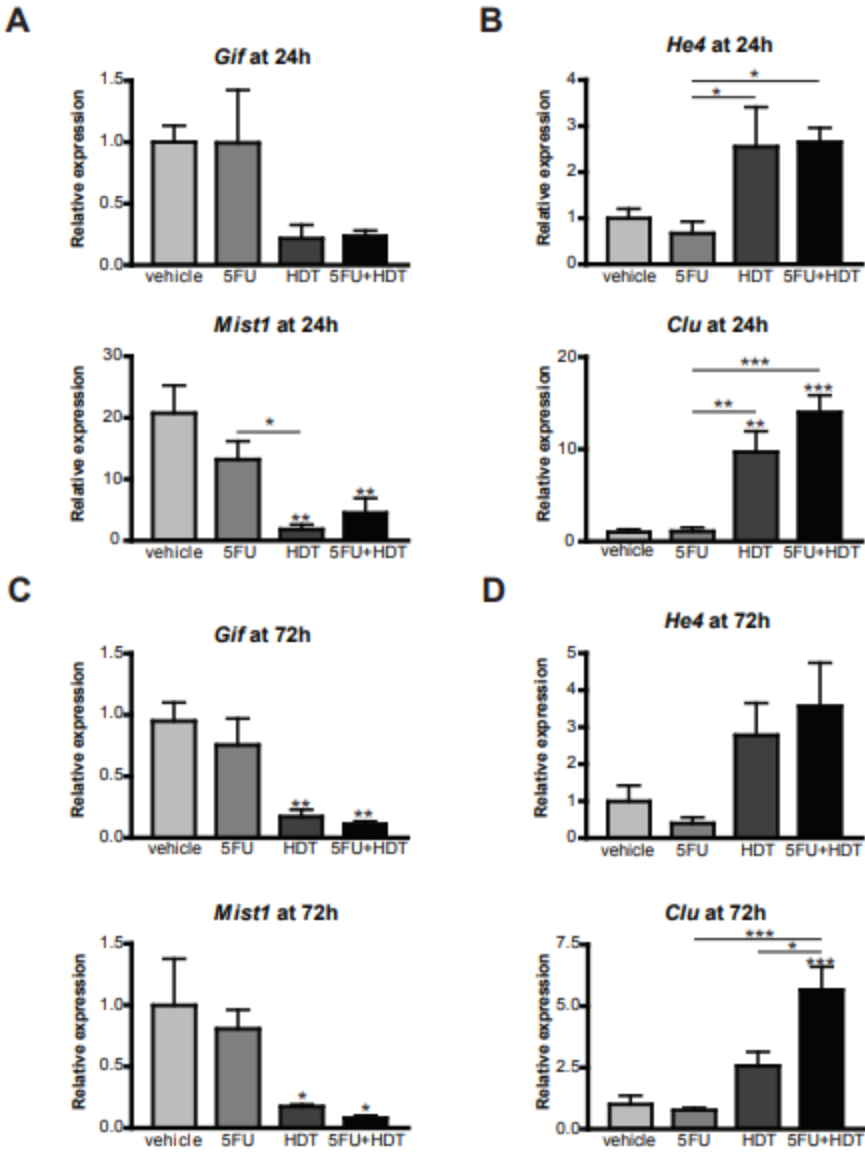 A
Gif at 24h
Relative expression
1.5
1.0
0.5
0.0
vehicle 5FU HDT 5FU+HDT
Mist1 at 24h
Relative expression
30
20
10
0
*
** **
vehicle 5FU HDT 5FU+HDT
B
He4 at 24h
Relative expression
4
3
2
1
0
*
*
vehicle 5FU HDT 5FU+HDT
Clu at 24h
Relative expression
20
10
0
***
** ***
**
vehicle 5FU HDT 5FU+HDT
C
Gif at 72h
Relative expression
1.5
1.0
0.5
0.0
** **
vehicle 5FU HDT 5FU+HDT
Mist1 at 72h
Relative expression
1.5
1.0
0.5
0.0
* *
vehicle 5FU HDT 5FU+HDT
D
He4 at 72h
Relative expression
5
4
3
2
1
0
vehicle 5FU HDT 5FU+HDT
Clu at 72h
Relative expression
7.5
5.0
2.5
0.0
***
*
***
vehicle 5FU HDT 5FU+HDT